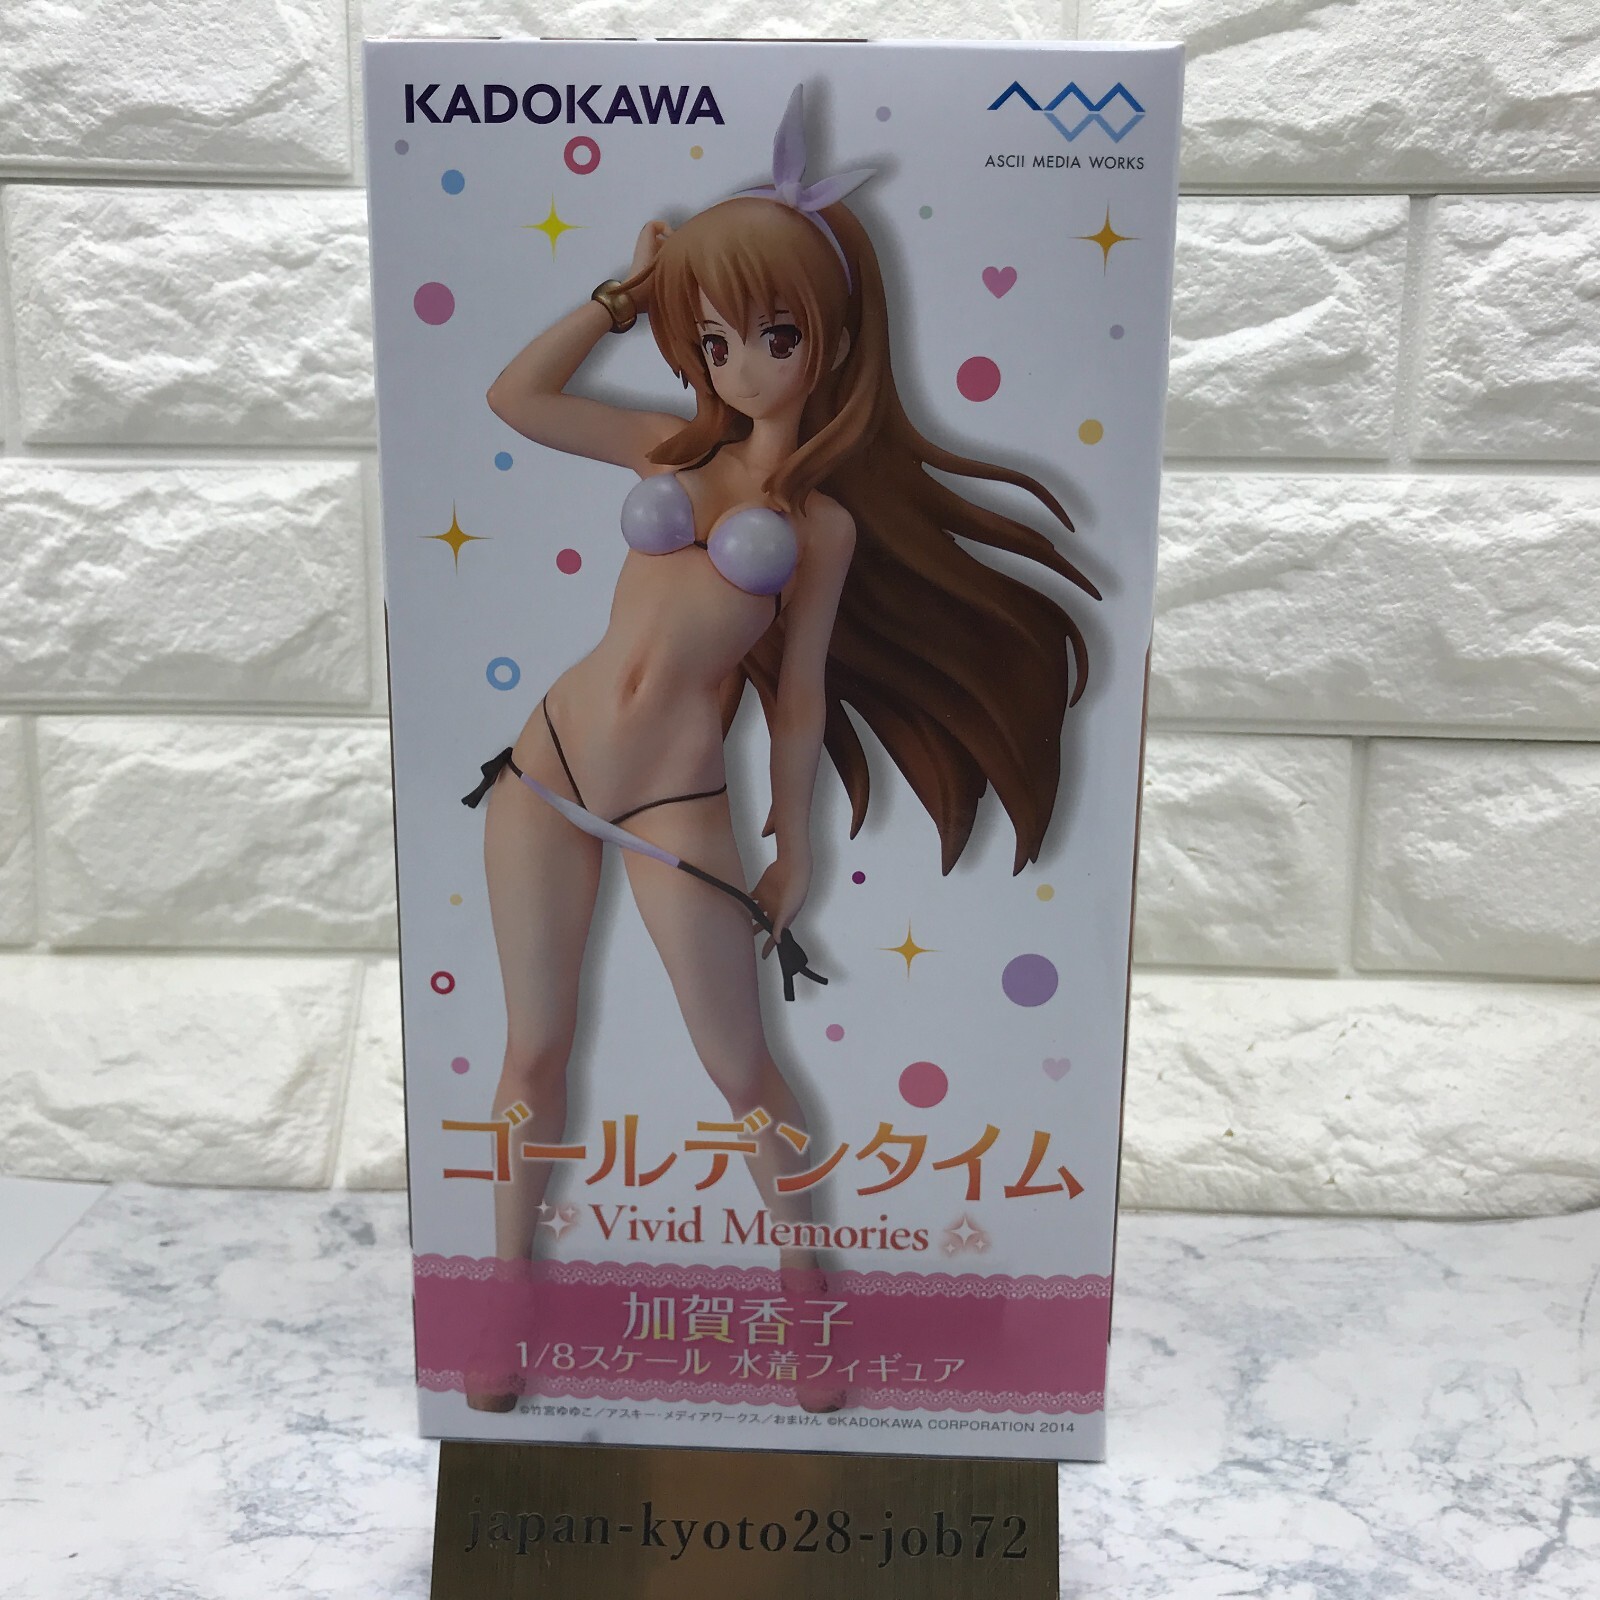 KADOKAWA
ASCII MEDIA WORKS
ゴールデンタイム
Vivid Memories
加賀香子
1/8スケール 水着フィギュア
©竹宮ゆゆこ／アスキー・メディアワークス／おまけん ©KADOKAWA CORPORATION 2014
japan-kyoto28-job72